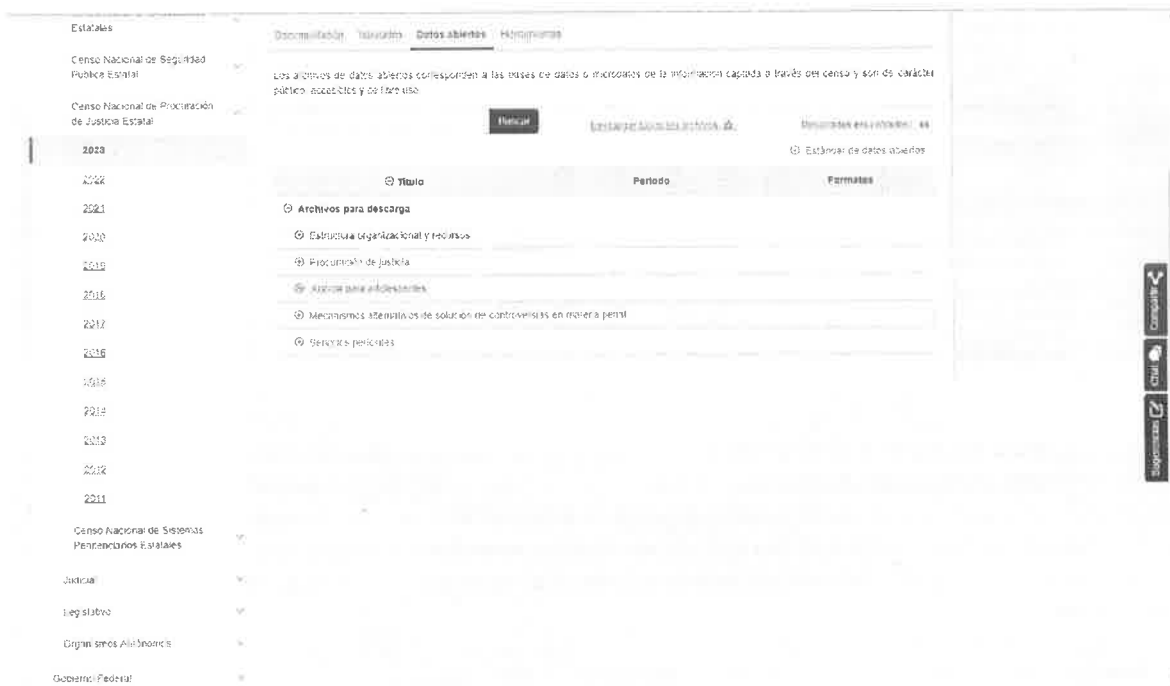 Estatales
Censo Nacional de Seguridad
Pública Estatal
Censo Nacional de Procuración
de Justicia Estatal
2023
2022
2021
2020
2019
2018
2017
2016
2015
2014
2013
2012
2011
Censo Nacional de Sistemas
Penitenciarios Estatales
Judicial
Legislativo
Organismos Autónomos
Gobierno Federal
Documentación Tabulados Datos abiertos Herramientas
Los archivos de datos abiertos corresponden a las bases de datos o microdatos de la información captada a través del censo y son de carácter
público, accesibles y de libre uso.
Buscar
Descargar todos los archivos
Resultados encontrados:
Estándar de datos abiertos
Título Periodo Formatos
Archivos para descarga
Estructura organizacional y recursos
Procuración de justicia
Justicia para adolescentes
Mecanismos alternativos de solución de controversias en materia penal
Servicios periciales
Compartir
Chat
Sugerencias